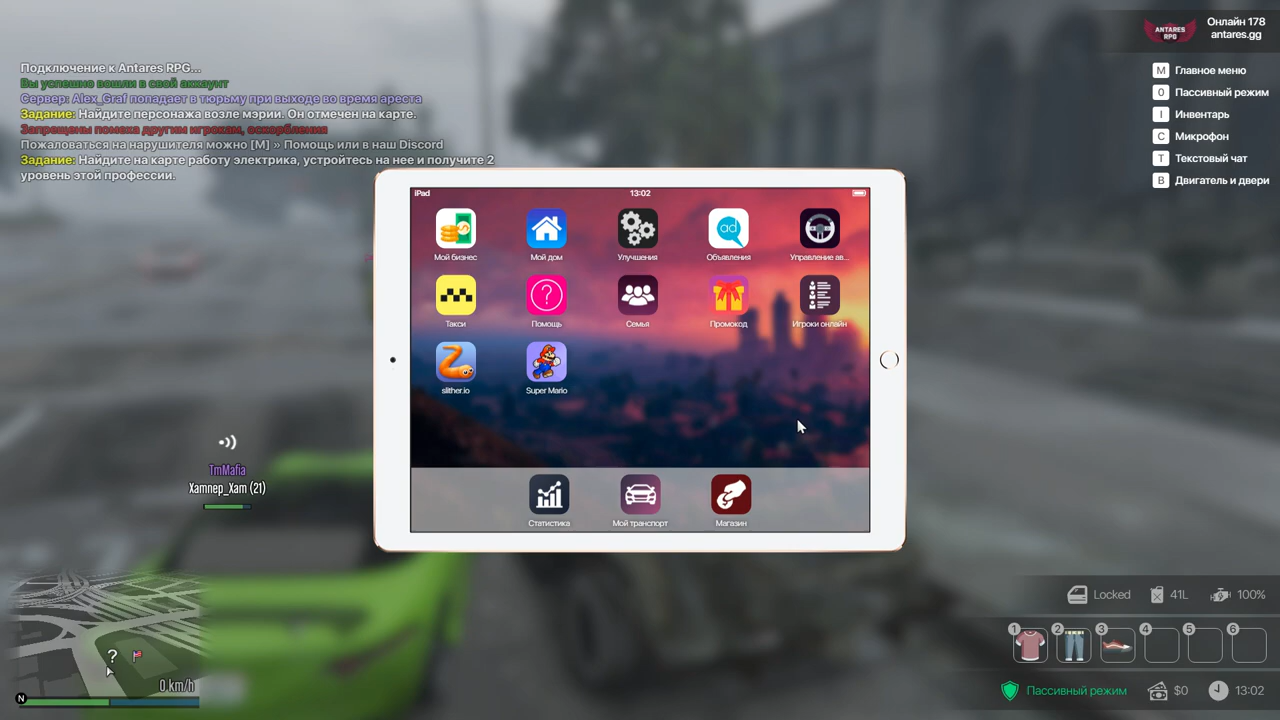 Подключение к Antares RPG...
Вы успешно вошли в свой аккаунт
Сервер: Alex_Graf попадает в тюрьму при выходе во время ареста
Задание: Найдите персонажа возле мэрии. Он отмечен на карте.
Запрещены помеха другим игрокам, оскорбления
Пожаловаться на нарушителя можно [M] » Помощь или в наш Discord
Задание: Найдите на карте работу электрика, устройтесь на нее и получите 2
уровень этой профессии.
ANTARES
RPG
Онлайн 178
antares.gg
M Главное меню
0 Пассивный режим
I Инвентарь
C Микрофон
T Текстовый чат
B Двигатель и двери
iPad 13:02
Мой бизнес Мой дом Улучшения Объявления Управление ав...
ad
Такси Помощь Семья Промокод Игроки онлайн
slither.io Super Mario
Статистика Мой транспорт Магазин
TmMafia
Хатпер_Хат (21)
0 km/h
N
Locked 41L 100%
1 2 3 4 5 6
Пассивный режим $0 13:02